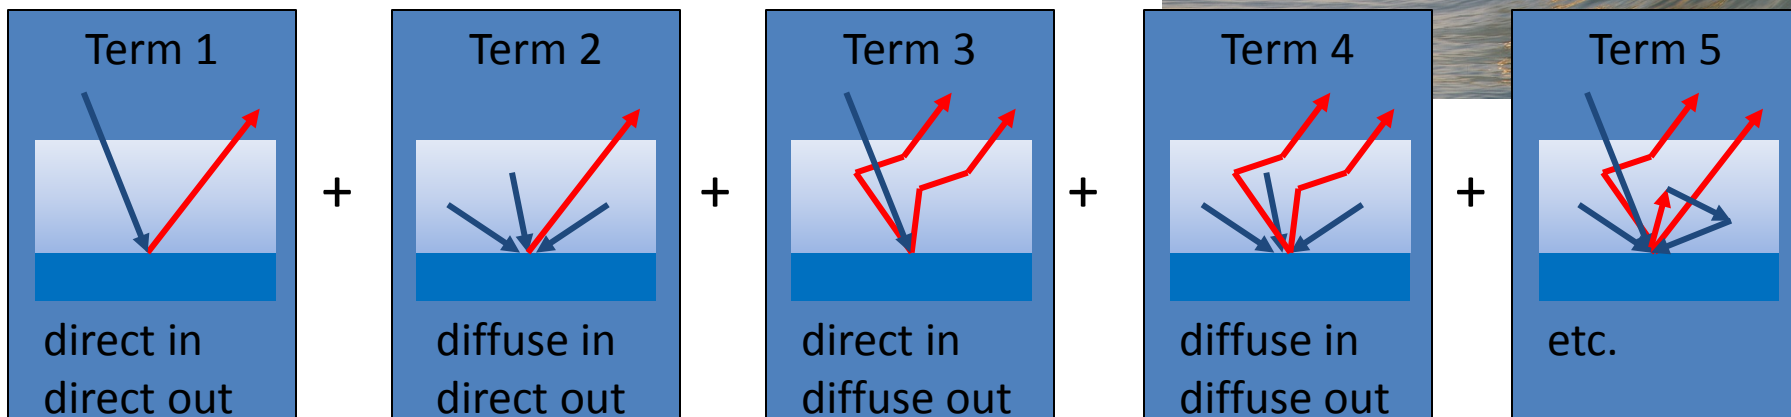 Term 1
direct in
direct out
+
Term 2
diffuse in
direct out
+
Term 3
direct in
diffuse out
+
Term 4
diffuse in
diffuse out
+
Term 5
etc.